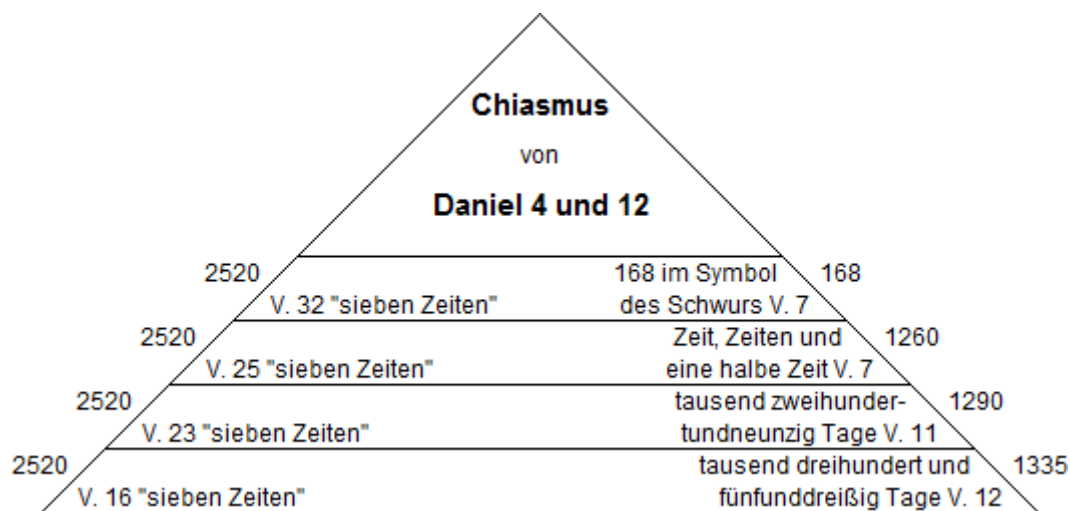 Chiasmus
von
Daniel 4 und 12
2520 168 im Symbol 168
V. 32 "sieben Zeiten" des Schwurs V. 7
2520 Zeit, Zeiten und 1260
V. 25 "sieben Zeiten" eine halbe Zeit V. 7
2520 tausend zweihunder- 1290
V. 23 "sieben Zeiten" tundneunzig Tage V. 11
2520 tausend dreihundert und 1335
V. 16 "sieben Zeiten" fünfunddreißig Tage V. 12